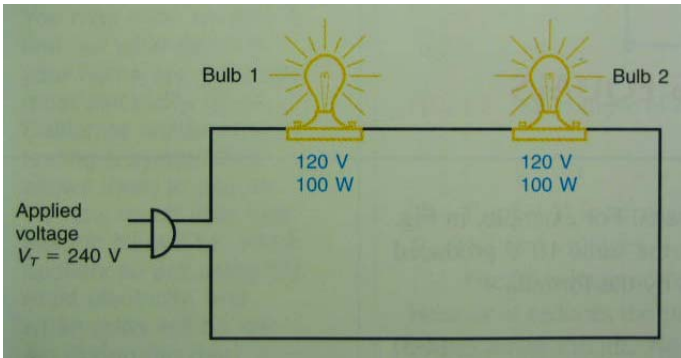 Bulb 1
Bulb 2
120 V
100 W
120 V
100 W
Applied
voltage
V_T = 240 V